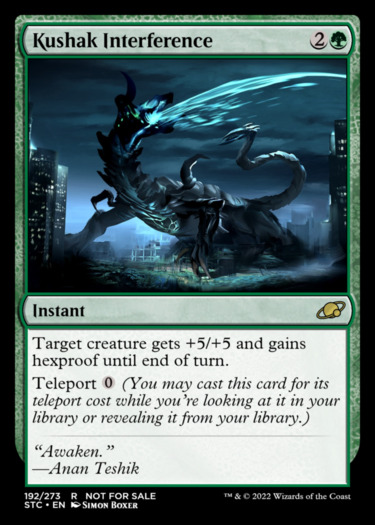 Kushak Interference 2
Instant
Target creature gets +5/+5 and gains
hexproof until end of turn.
Teleport 0 (You may cast this card for its
teleport cost while you're looking at it in your
library or revealing it from your library.)
"Awaken."
—Anan Teshik
192/273 R NOT FOR SALE
STC • EN Simon Boxer
™ & © 2022 Wizards of the Coast